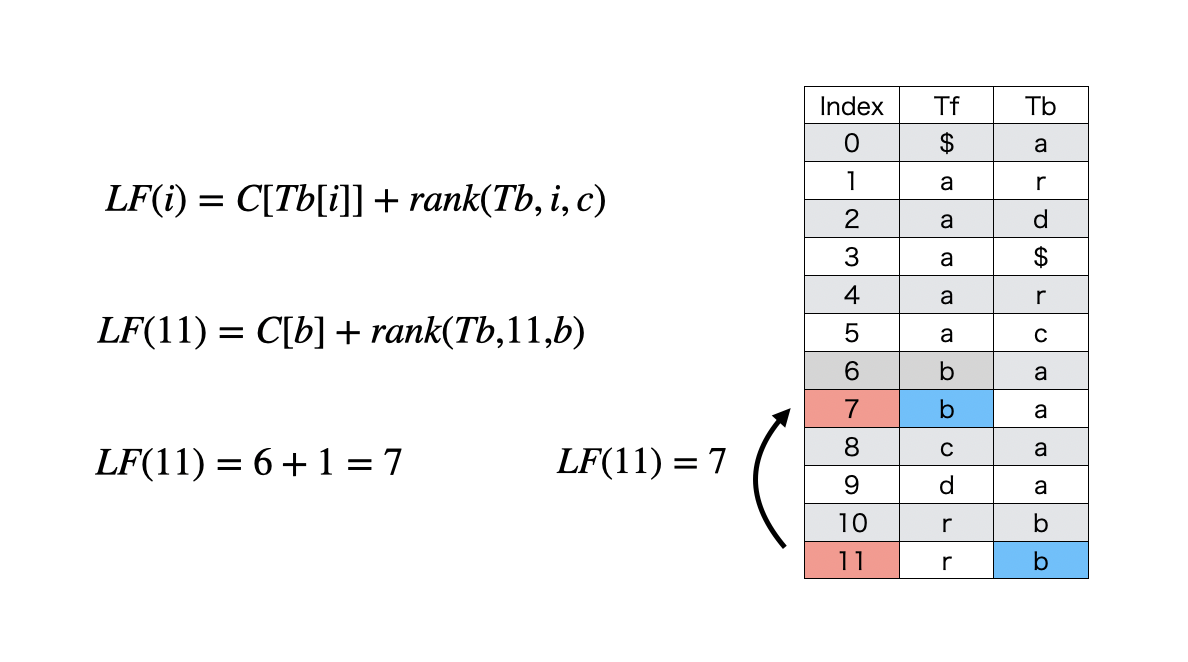 LF(i) = C[Tb[i]] + rank(Tb, i, c)
LF(11) = C[b] + rank(Tb,11,b)
LF(11) = 6 + 1 = 7
LF(11) = 7
Index Tf Tb
0 $ a
1 a r
2 a d
3 a $
4 a r
5 a c
6 b a
7 b a
8 c a
9 d a
10 r b
11 r b